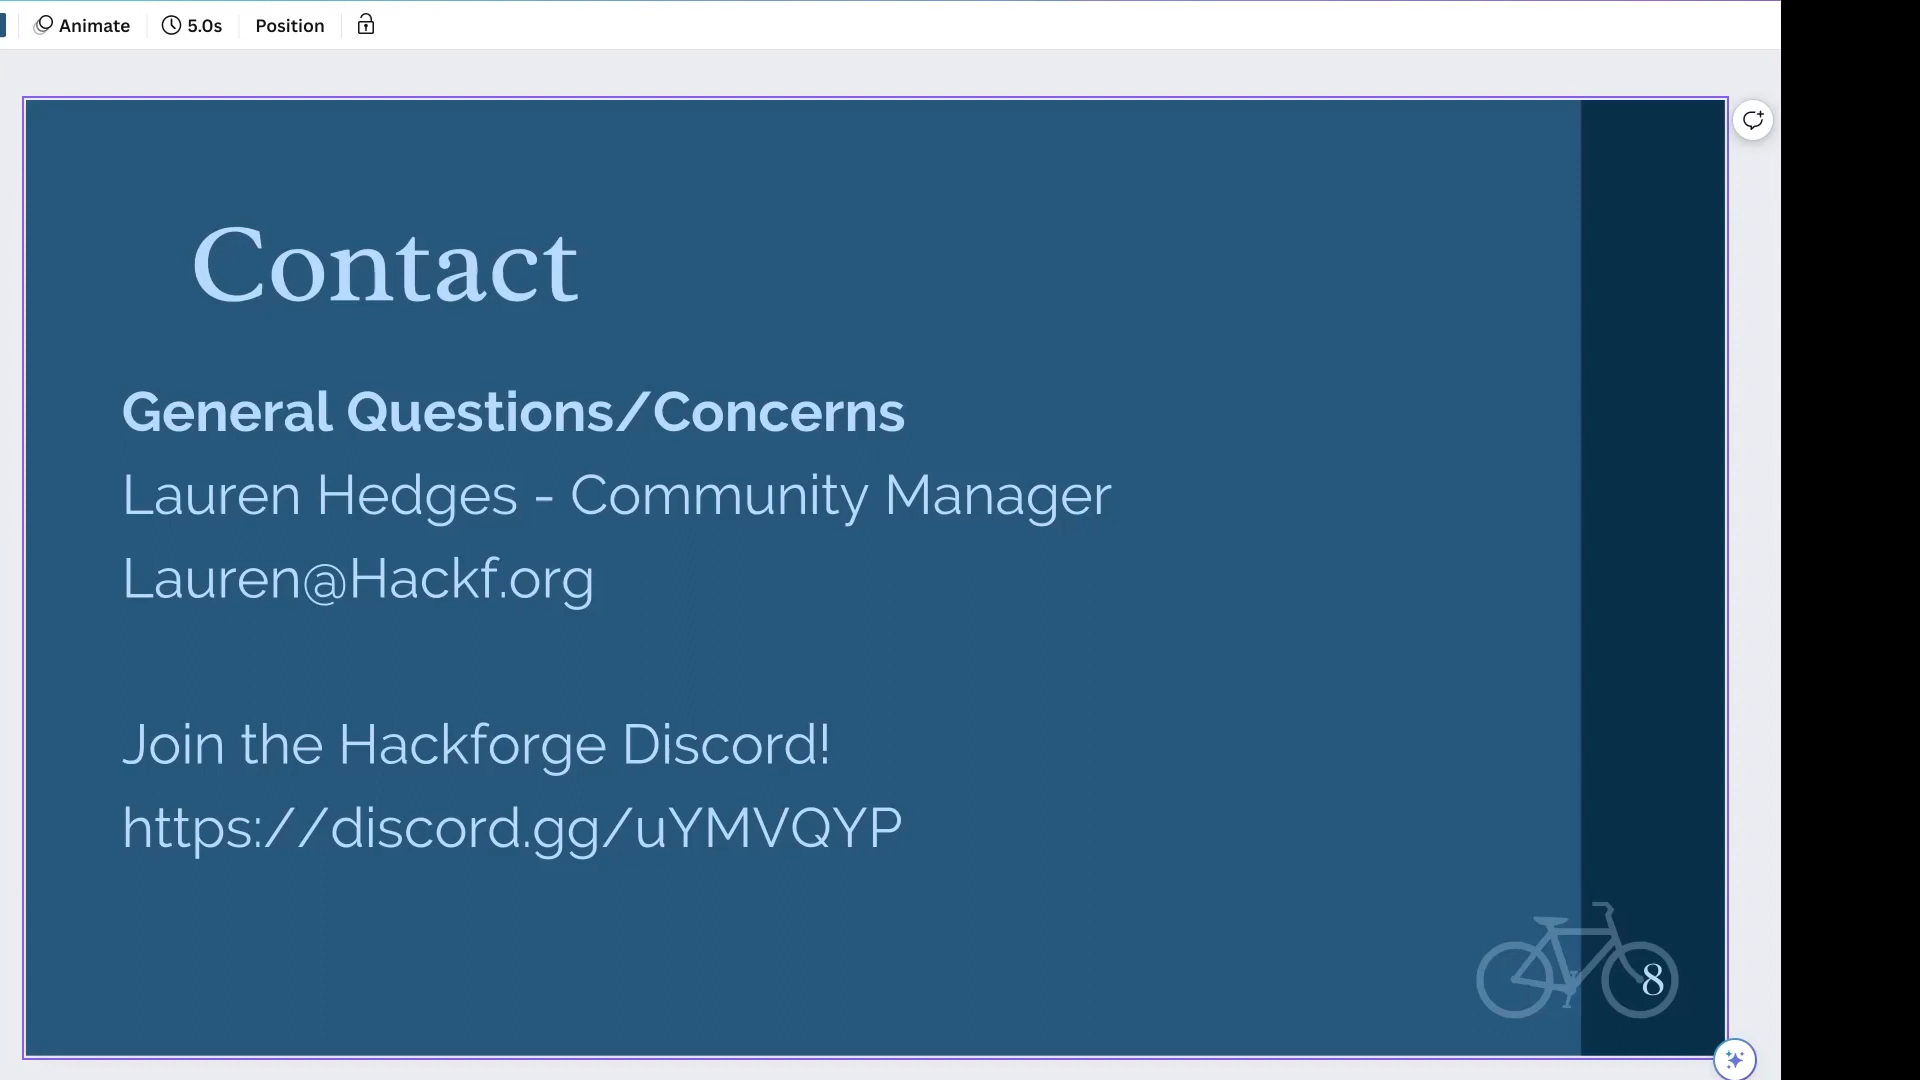 Animate
5.0s
Position
Contact
General Questions/Concerns
Lauren Hedges - Community Manager
Lauren@Hackf.org
Join the Hackforge Discord!
https://discord.gg/uYMVQYP
8